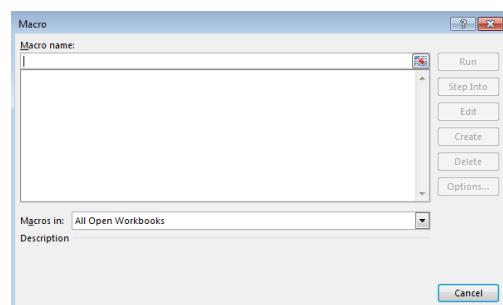 Macro
Macro name:
Run
Step Into
Edit
Create
Delete
Options...
Macros in: All Open Workbooks
Description
Cancel